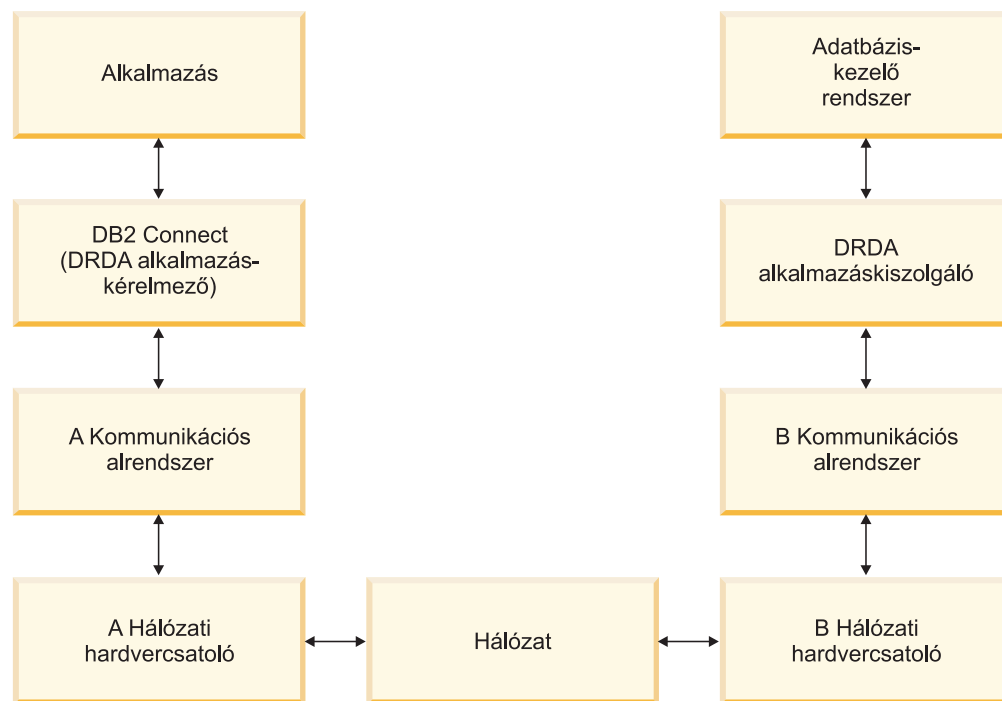 Alkalmazás
Adatbázis-
kezelő
rendszer
DB2 Connect
(DRDA alkalmazás-
kérelmező)
DRDA
alkalmazáskiszolgáló
A Kommunikációs
alrendszer
B Kommunikációs
alrendszer
A Hálózati
hardvercsatoló
Hálózat
B Hálózati
hardvercsatoló